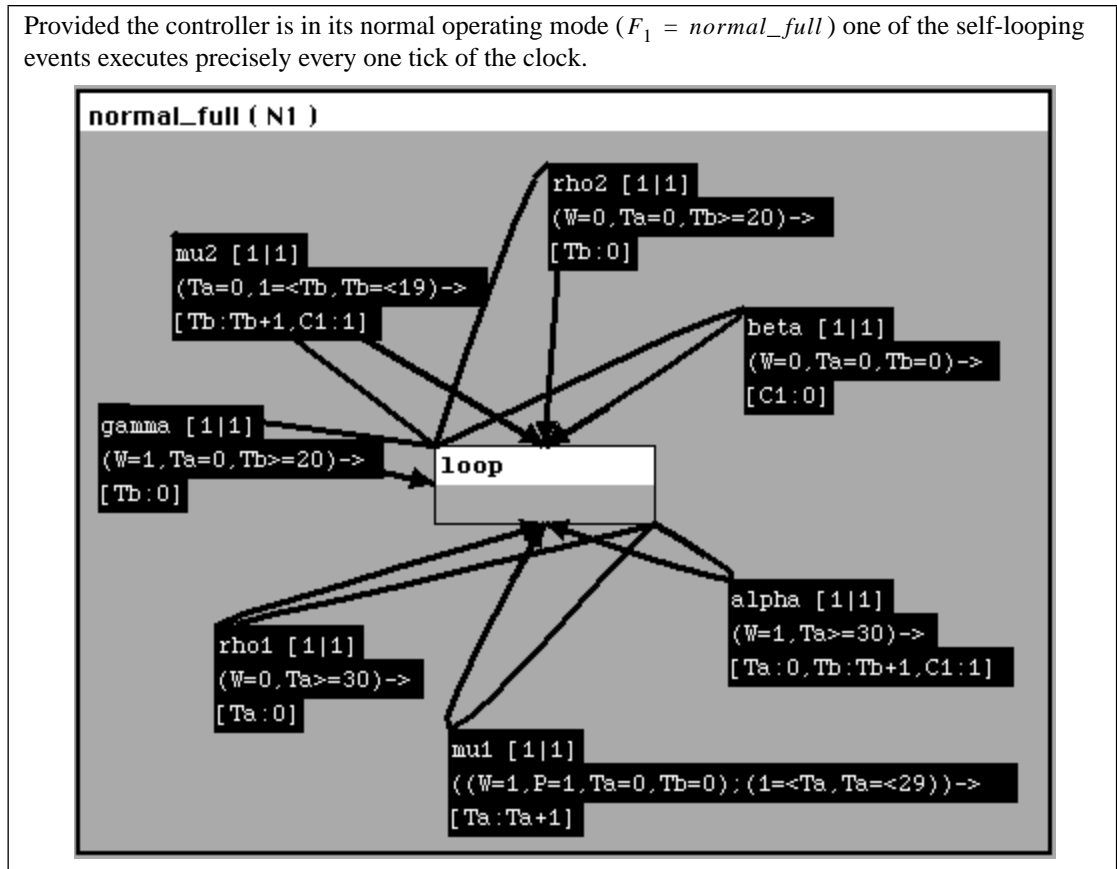 Provided the controller is in its normal operating mode (F1 = normal_full) one of the self-looping
events executes precisely every one tick of the clock.
normal_full ( N1 )
rho2 [1|1]
(W=0,Ta=0,Tb>=20)->
[Tb:0]
mu2 [1|1]
(Ta=0,1=<Tb,Tb=<19)->
[Tb:Tb+1,C1:1]
beta [1|1]
(W=0,Ta=0,Tb=0)->
[C1:0]
gamma [1|1]
(W=1,Ta=0,Tb>=20)->
[Tb:0]
loop
alpha [1|1]
(W=1,Ta>=30)->
[Ta:0,Tb:Tb+1,C1:1]
rho1 [1|1]
(W=0,Ta>=30)->
[Ta:0]
mu1 [1|1]
((W=1,P=1,Ta=0,Tb=0);(1=<Ta,Ta=<29))->
[Ta:Ta+1]